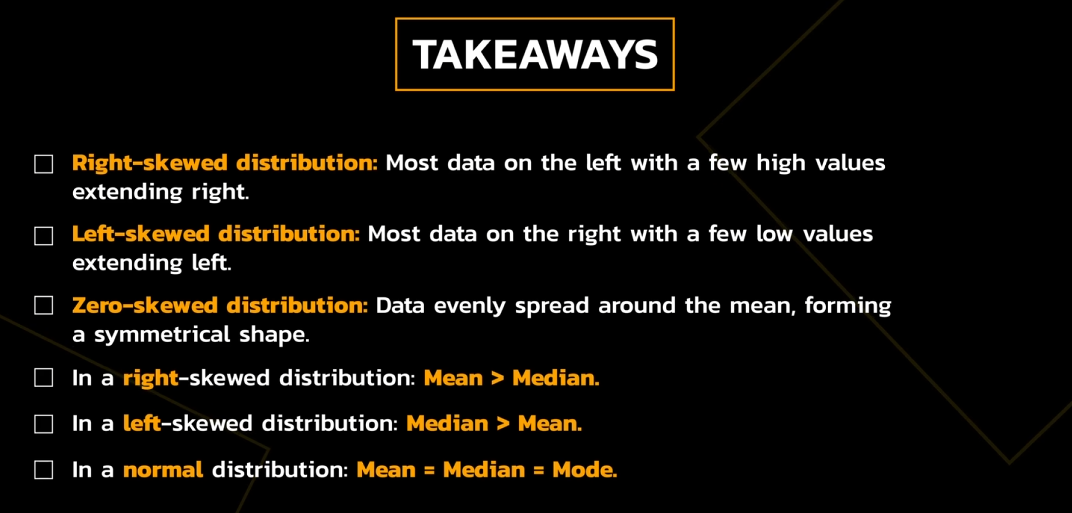 TAKEAWAYS
Right-skewed distribution: Most data on the left with a few high values
extending right.
Left-skewed distribution: Most data on the right with a few low values
extending left.
Zero-skewed distribution: Data evenly spread around the mean, forming
a symmetrical shape.
In a right-skewed distribution: Mean > Median.
In a left-skewed distribution: Median > Mean.
In a normal distribution: Mean = Median = Mode.